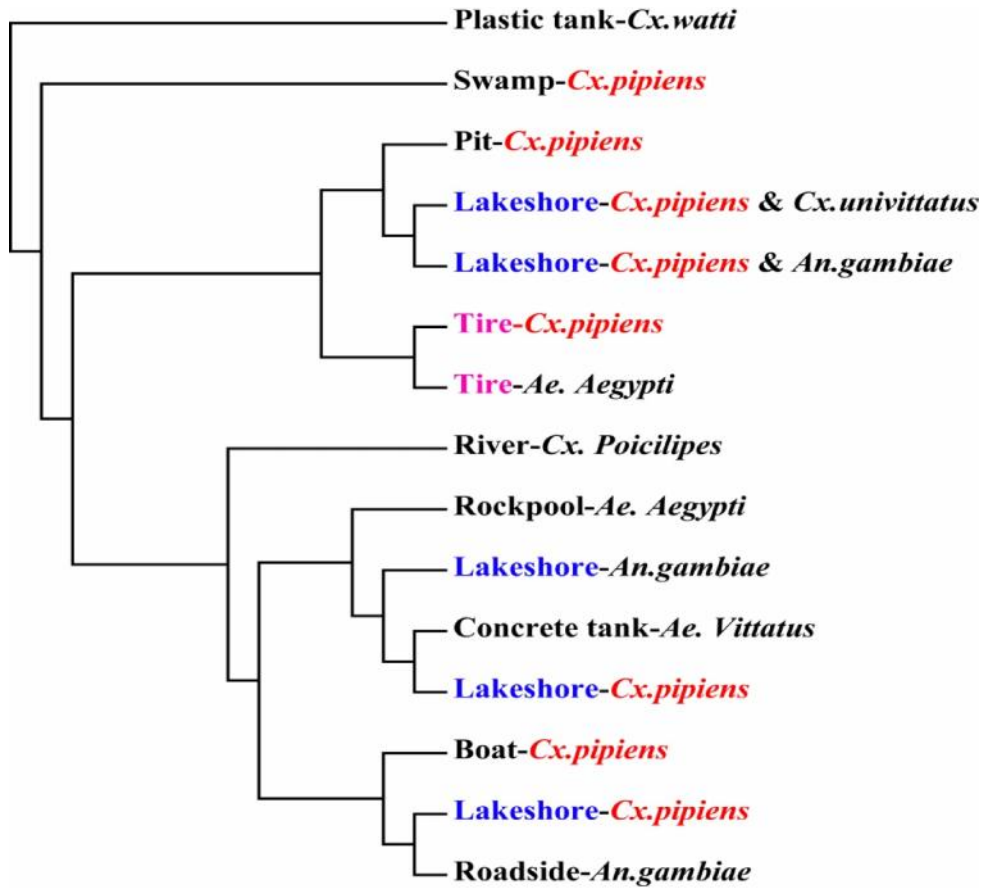 Plastic tank-Cx.watti
Swamp-Cx.pipiens
Pit-Cx.pipiens
Lakeshore-Cx.pipiens & Cx.univittatus
Lakeshore-Cx.pipiens & An.gambiae
Tire-Cx.pipiens
Tire-Ae. Aegypti
River-Cx. Poicilipes
Rockpool-Ae. Aegypti
Lakeshore-An.gambiae
Concrete tank-Ae. Vittatus
Lakeshore-Cx.pipiens
Boat-Cx.pipiens
Lakeshore-Cx.pipiens
Roadside-An.gambiae